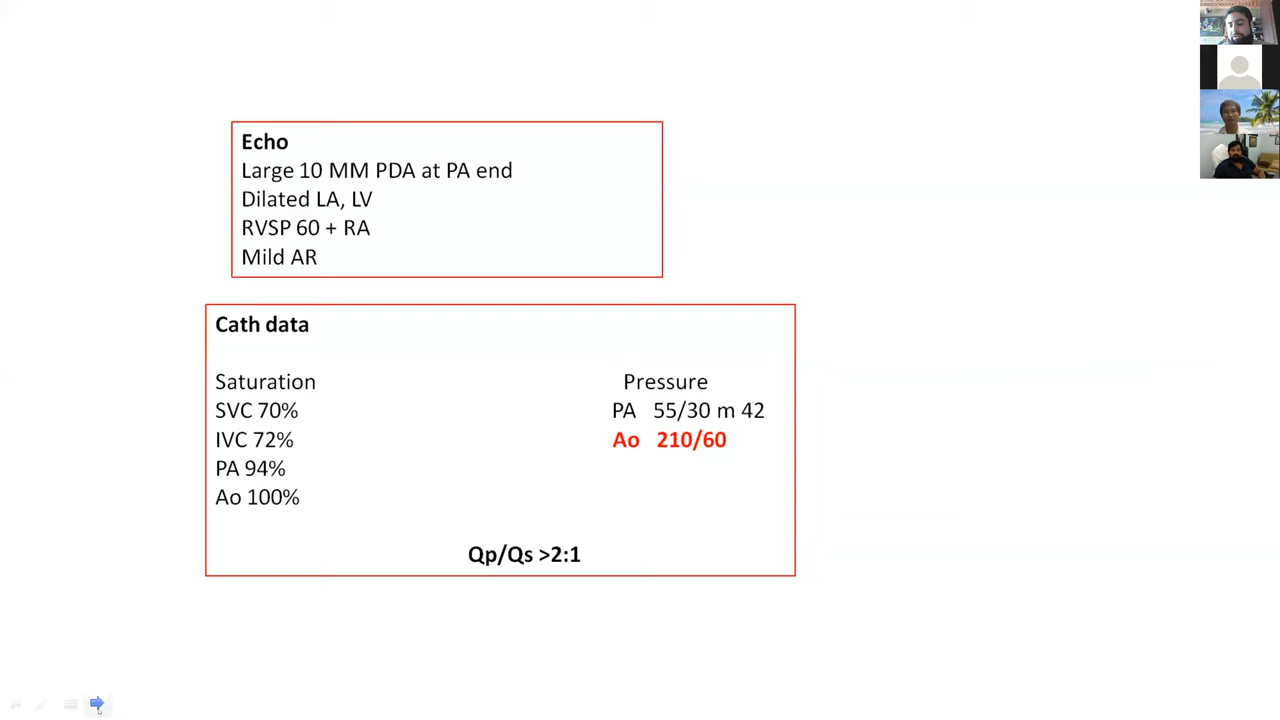 Echo
Large 10 MM PDA at PA end
Dilated LA, LV
RVSP 60 + RA
Mild AR
Cath data
Saturation Pressure
SVC 70% PA 55/30 m 42
IVC 72% Ao 210/60
PA 94%
Ao 100%
Qp/Qs >2:1